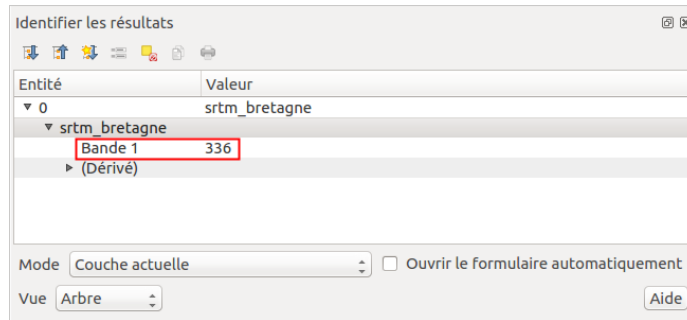 Identifier les résultats
Entité Valeur
0 srtm_bretagne
srtm_bretagne
Bande 1 336
(Dérivé)
Mode Couche actuelle Ouvrir le formulaire automatiquement
Vue Arbre Aide